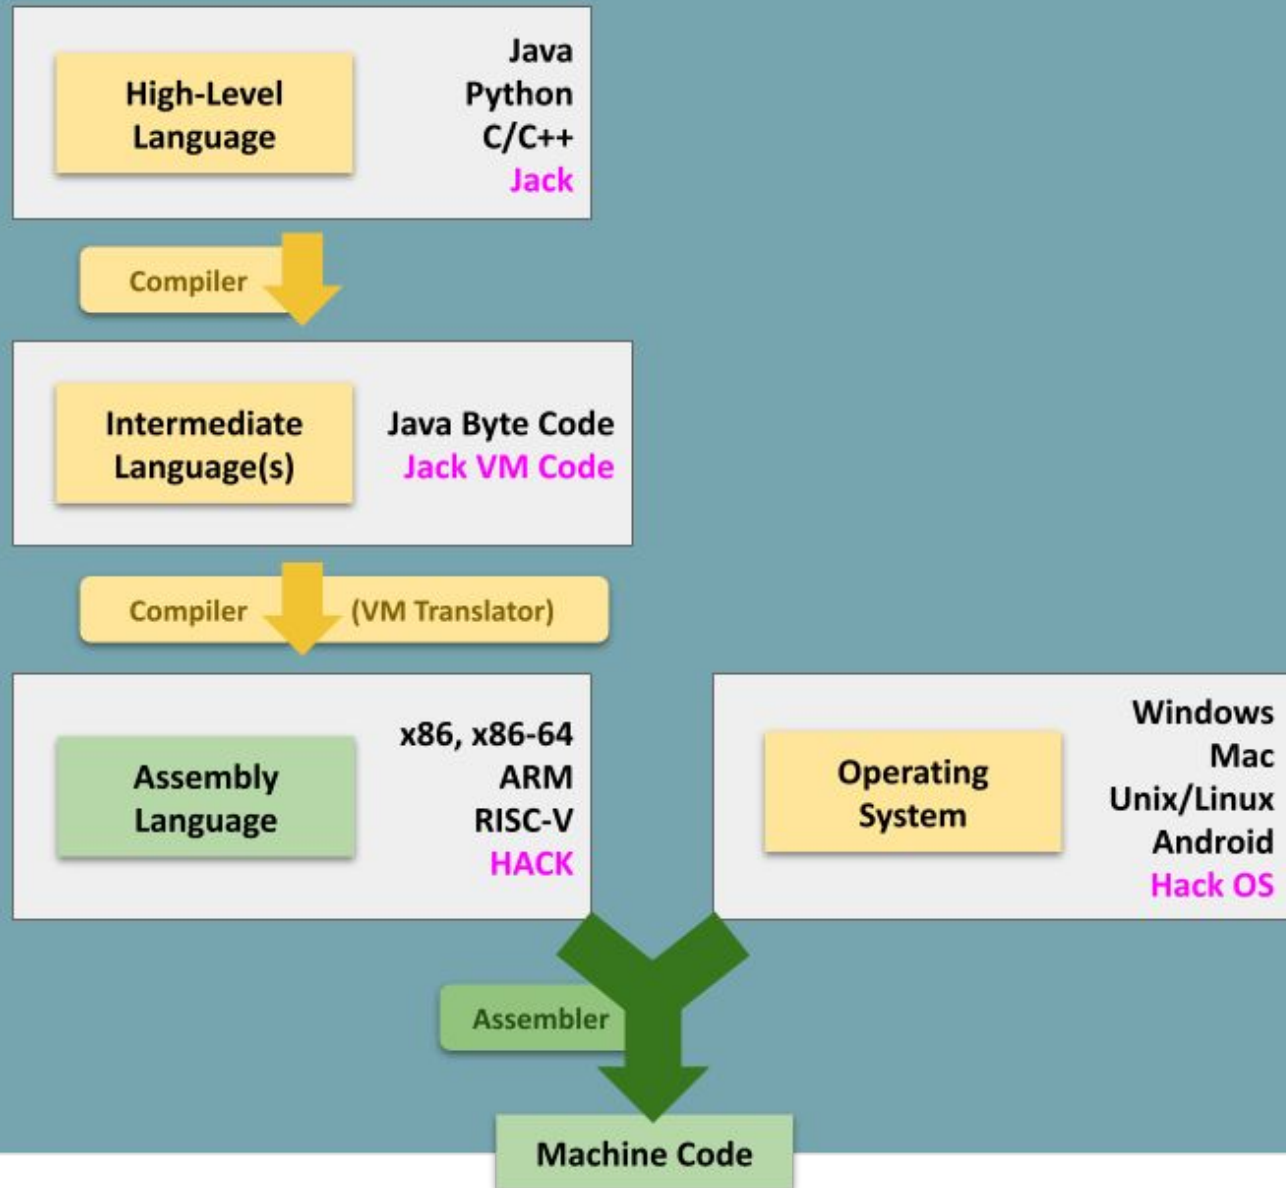 High-Level
Language
Java
Python
C/C++
Jack
Compiler
Intermediate
Language(s)
Java Byte Code
Jack VM Code
Compiler
(VM Translator)
Assembly
Language
x86, x86-64
ARM
RISC-V
HACK
Operating
System
Windows
Mac
Unix/Linux
Android
Hack OS
Assembler
Machine Code